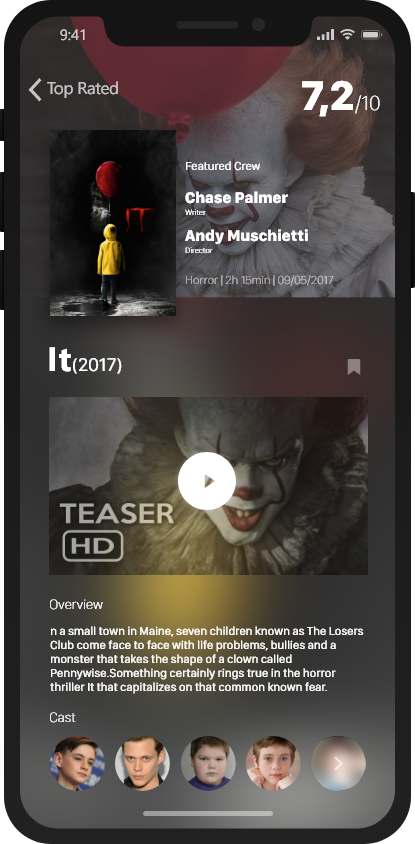 9:41
Top Rated
7,2/10
Featured Crew
Chase Palmer
Writer
Andy Muschietti
Director
Horror | 2h 15min | 09/05/2017
It(2017)
TEASER
HD
Overview
n a small town in Maine, seven children known as The Losers
Club come face to face with life problems, bullies and a
monster that takes the shape of a clown called
Pennywise.Something certainly rings true in the horror
thriller It that capitalizes on that common known fear.
Cast